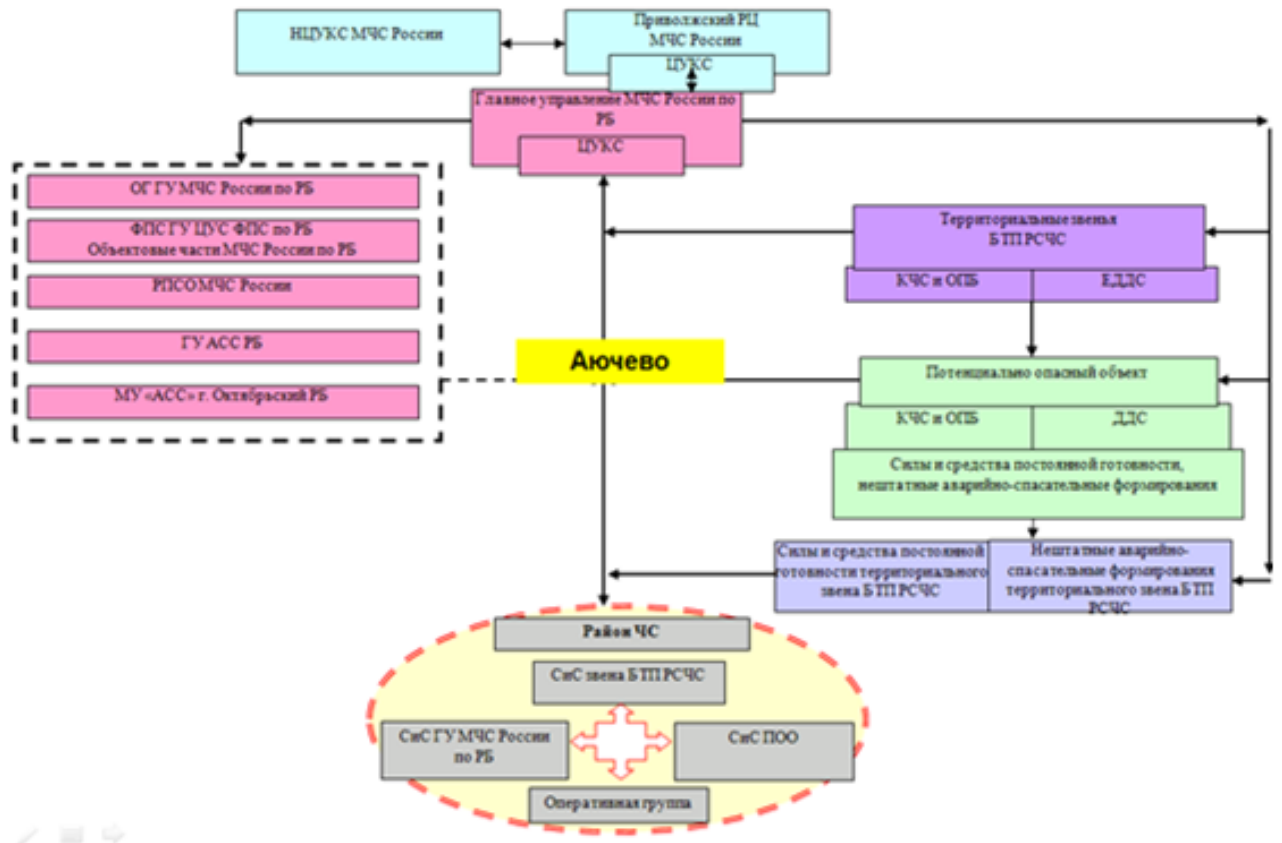 НЦУКС МЧС России
Приволжский РЦ
МЧС России
ЦУКС
Главное управление МЧС России по
РБ
ЦУКС
ОГ ГУ МЧС России по РБ
ФПС ГУ ЦУС ФПС по РБ
Объектовые части МЧС России по РБ
РПСО МЧС России
ГУ АСС РБ
МУ «АСС» г. Октябрьский РБ
Территориальные звенья
БТП РСЧС
КЧС и ОПБ
ЕДДС
Аючево
Потенциально опасный объект
КЧС и ОПБ
ДДС
Силы и средства постоянной готовности,
нештатные аварийно-спасательные формирования
Силы и средства постоянной
готовности территориального
звена БТП РСЧС
Нештатные аварийно-
спасательные формирования
территориального звена БТП
РСЧС
Район ЧС
СиС звена БТП РСЧС
СиС ГУ МЧС России
по РБ
СиС ПОО
Оперативная группа